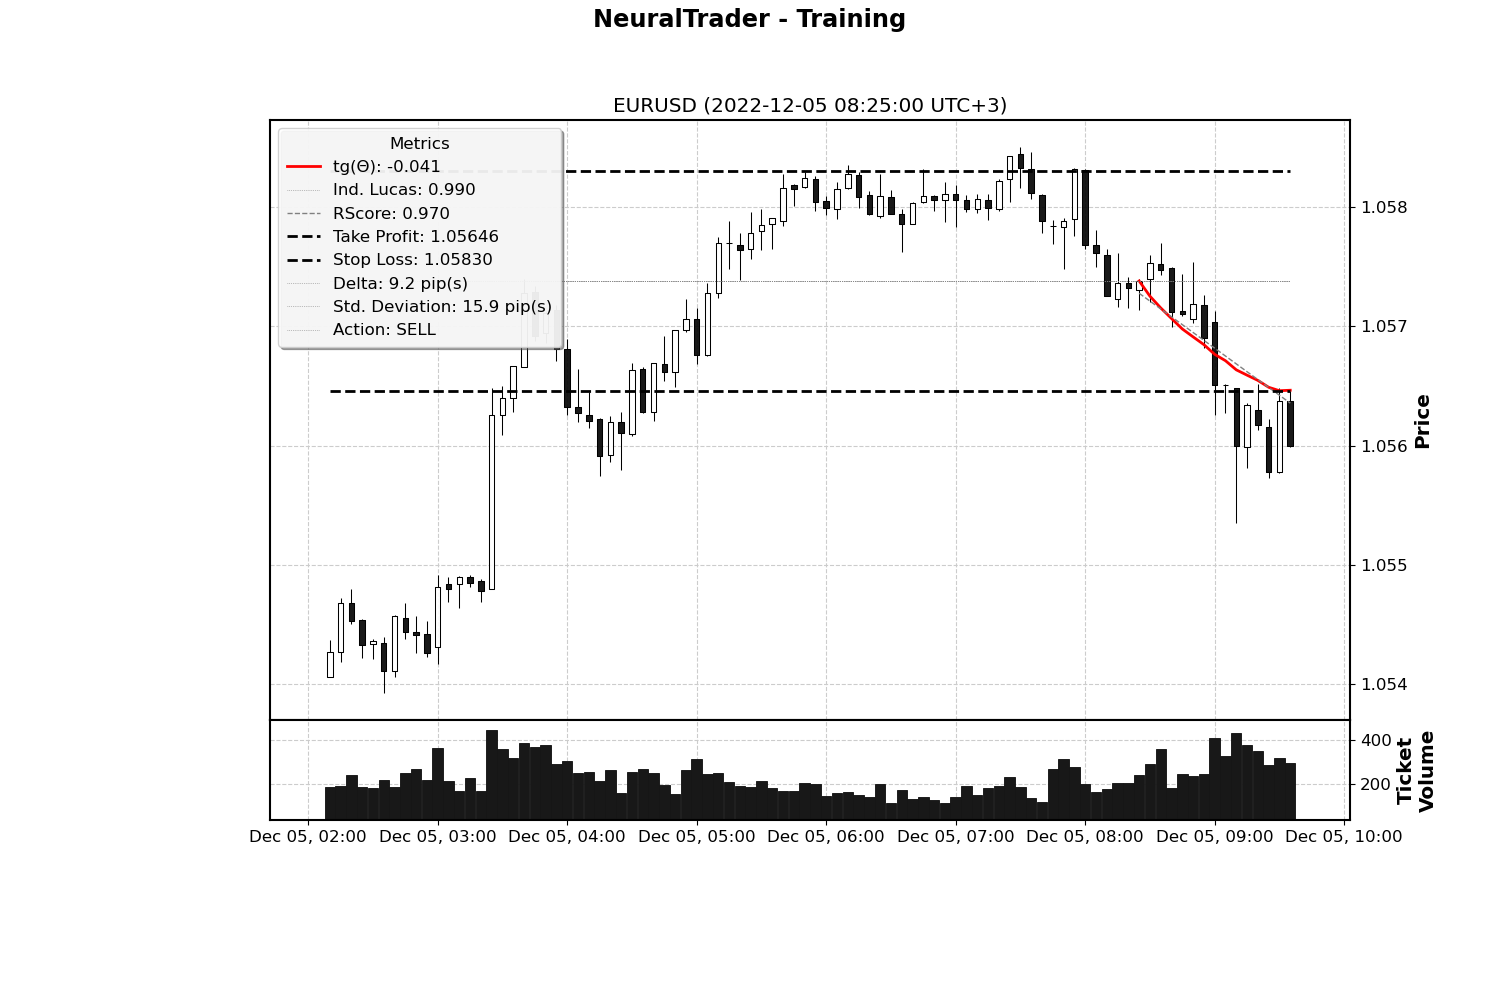 NeuralTrader - Training
EURUSD (2022-12-05 08:25:00 UTC+3)
Metrics
tg(Θ): -0.041
Ind. Lucas: 0.990
RScore: 0.970
Take Profit: 1.05646
Stop Loss: 1.05830
Delta: 9.2 pip(s)
Std. Deviation: 15.9 pip(s)
Action: SELL
1.058
1.057
1.056
1.055
1.054
Price
400
200
Ticket
Volume
Dec 05, 02:00 Dec 05, 03:00 Dec 05, 04:00 Dec 05, 05:00 Dec 05, 06:00 Dec 05, 07:00 Dec 05, 08:00 Dec 05, 09:00 Dec 05, 10:00